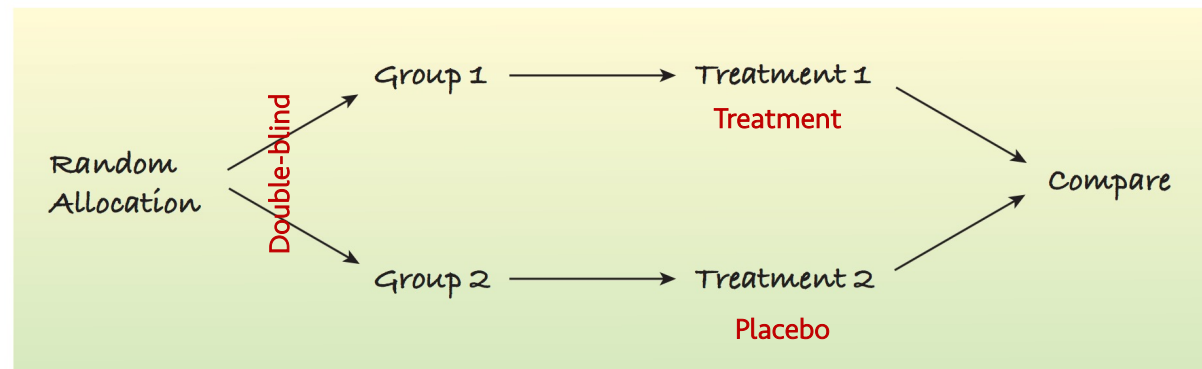 Group 1
Treatment 1
Treatment
Double-blind
Random
Allocation
Compare
Group 2
Treatment 2
Placebo